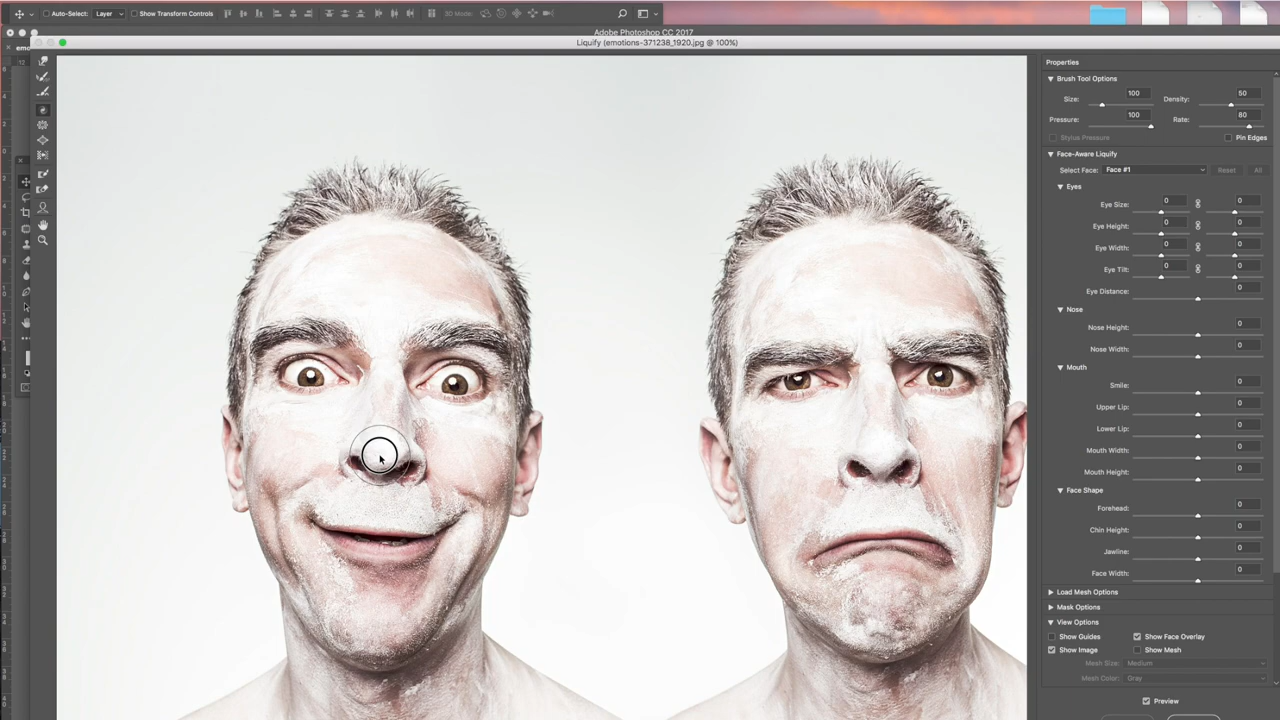 Auto-Select: Layer Show Transform Controls 3D Mode:
Adobe Photoshop CC 2017
emo
Liquify (emotions-371238_1920.jpg @ 100%)
Properties
Brush Tool Options
Size: 100 Density: 50
Pressure: 100 Rate: 80
Stylus Pressure Pin Edges
Face-Aware Liquify
Select Face: Face #1 Reset All
Eyes
Eye Size: 0 0
Eye Height: 0 0
Eye Width: 0 0
Eye Tilt: 0 0
Eye Distance: 0
Nose
Nose Height: 0
Nose Width: 0
Mouth
Smile: 0
Upper Lip: 0
Lower Lip: 0
Mouth Width: 0
Mouth Height: 0
Face Shape
Forehead: 0
Chin Height: 0
Jawline: 0
Face Width: 0
Load Mesh Options
Mask Options
View Options
Show Guides Show Face Overlay
Show Image Show Mesh
Mesh Size: Medium
Mesh Color: Gray
Preview